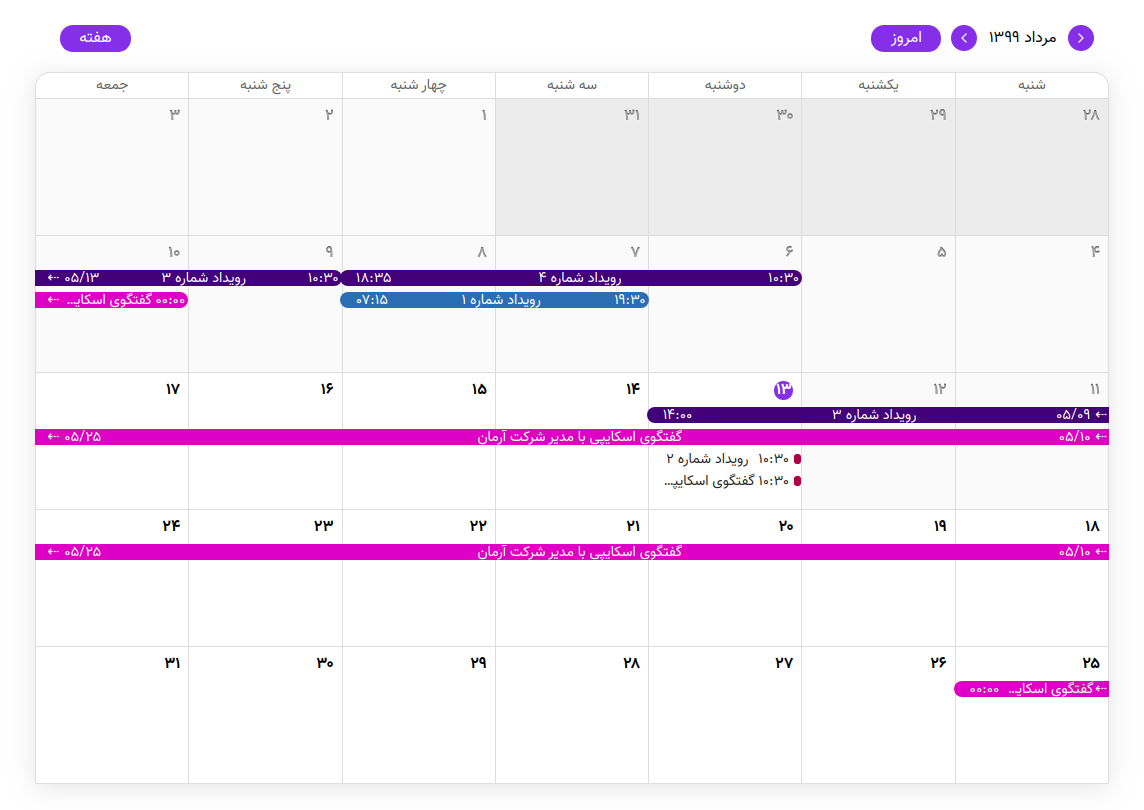 مرداد ۱۳۹۹ امروز هفته
شنبه یکشنبه دوشنبه سه شنبه چهار شنبه پنج شنبه جمعه
۲۸ ۲۹ ۳۰ ۳۱ ۱ ۲ ۳
۴ ۵ ۶ ۷ ۸ ۹ ۱۰
۱۰:۳۰ رویداد شماره ۴ ۱۸:۳۵ ۱۰:۳۰ رویداد شماره ۳ ۰۵/۱۳ ⇠
۱۹:۳۰ رویداد شماره ۱ ۰۷:۱۵ ۰۰:۰۰ گفتگوی اسکایـ... ⇠
۱۱ ۱۲ ۱۳ ۱۴ ۱۵ ۱۶ ۱۷
⇠ ۰۵/۰۹ رویداد شماره ۳ ۱۴:۰۰
⇠ ۰۵/۱۰ گفتگوی اسکایپی با مدیر شرکت آرمان ۰۵/۲۵ ⇠
۱۰:۳۰ رویداد شماره ۲
۱۰:۳۰ گفتگوی اسکایپـ...
۱۸ ۱۹ ۲۰ ۲۱ ۲۲ ۲۳ ۲۴
⇠ ۰۵/۱۰ گفتگوی اسکایپی با مدیر شرکت آرمان ۰۵/۲۵ ⇠
۲۵ ۲۶ ۲۷ ۲۸ ۲۹ ۳۰ ۳۱
⇠ گفتگوی اسکایـ... ۰۰:۰۰